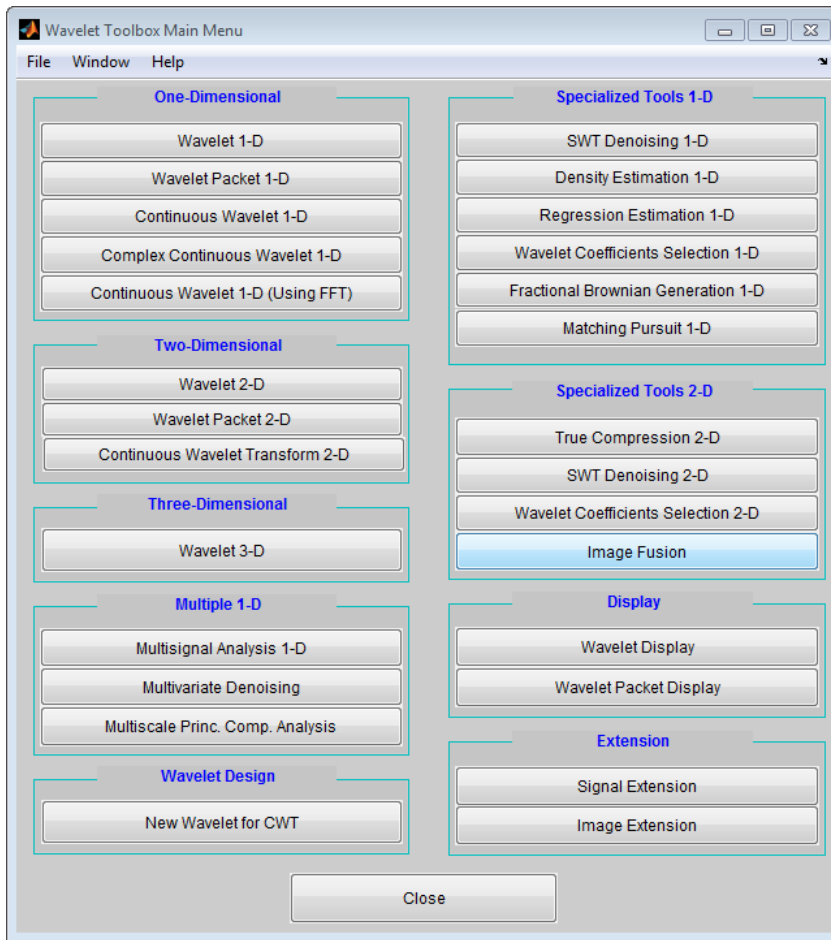 Wavelet Toolbox Main Menu
File Window Help
One-Dimensional
Wavelet 1-D
Wavelet Packet 1-D
Continuous Wavelet 1-D
Complex Continuous Wavelet 1-D
Continuous Wavelet 1-D (Using FFT)
Two-Dimensional
Wavelet 2-D
Wavelet Packet 2-D
Continuous Wavelet Transform 2-D
Three-Dimensional
Wavelet 3-D
Multiple 1-D
Multisignal Analysis 1-D
Multivariate Denoising
Multiscale Princ. Comp. Analysis
Wavelet Design
New Wavelet for CWT
Specialized Tools 1-D
SWT Denoising 1-D
Density Estimation 1-D
Regression Estimation 1-D
Wavelet Coefficients Selection 1-D
Fractional Brownian Generation 1-D
Matching Pursuit 1-D
Specialized Tools 2-D
True Compression 2-D
SWT Denoising 2-D
Wavelet Coefficients Selection 2-D
Image Fusion
Display
Wavelet Display
Wavelet Packet Display
Extension
Signal Extension
Image Extension
Close